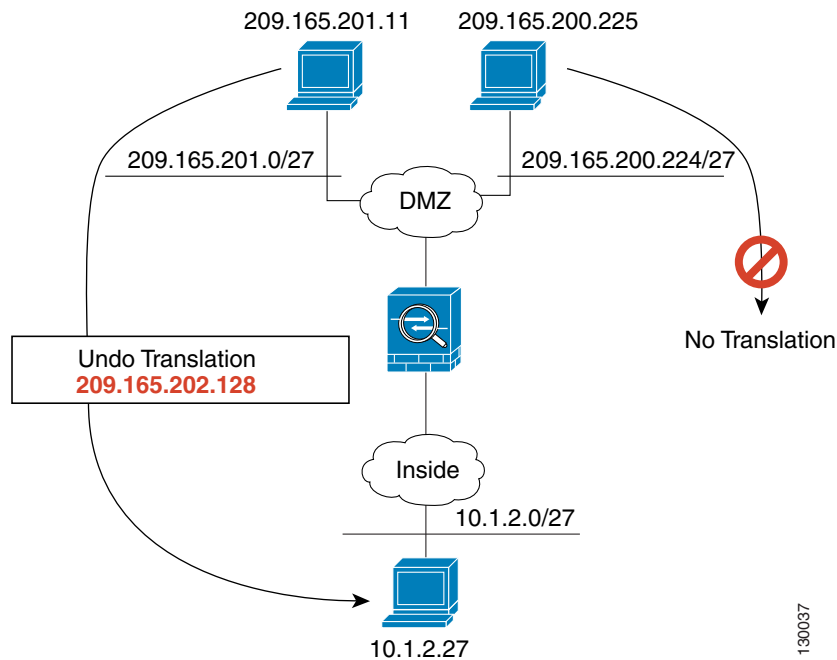 209.165.201.11
209.165.200.225
209.165.201.0/27
209.165.200.224/27
DMZ
No Translation
Undo Translation
209.165.202.128
Inside
10.1.2.0/27
10.1.2.27
130037